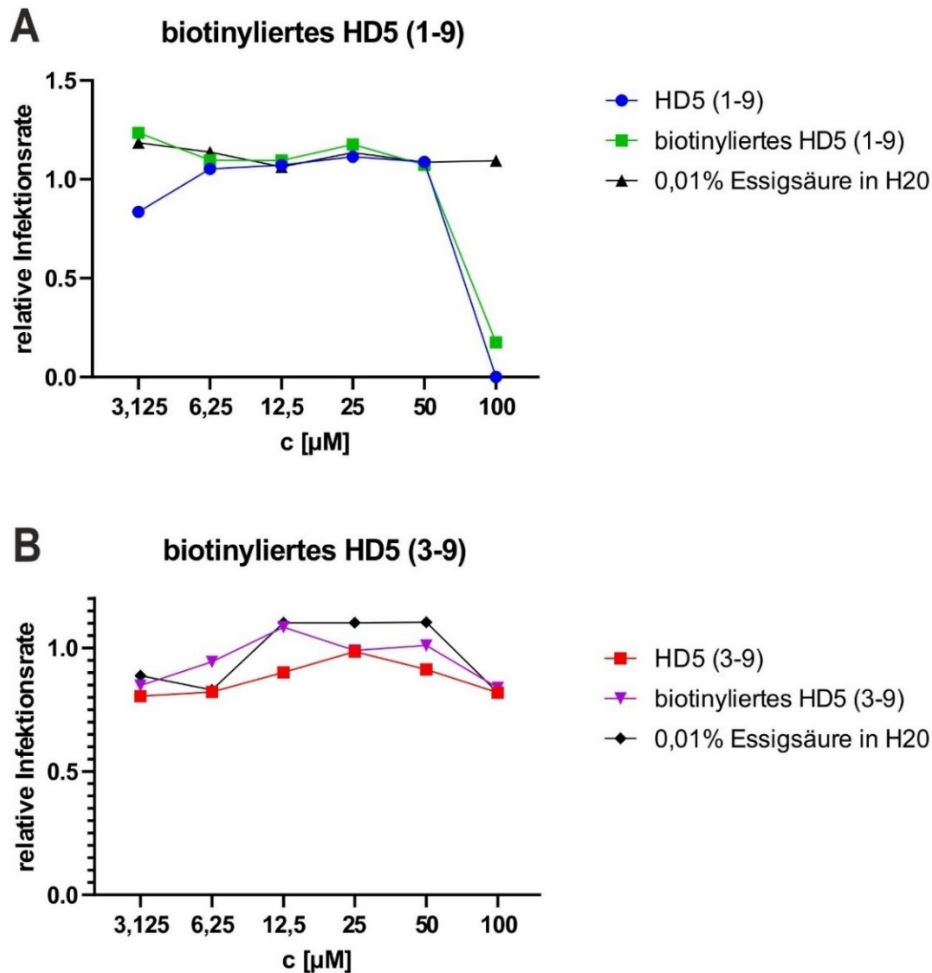 A
biotinyliertes HD5 (1-9)
relative Infektionsrate
1.5
1.0
0.5
0.0
3,125 6,25 12,5 25 50 100
c [µM]
HD5 (1-9)
biotinyliertes HD5 (1-9)
0,01% Essigsäure in H20
B
biotinyliertes HD5 (3-9)
relative Infektionsrate
1.0
0.5
0.0
3,125 6,25 12,5 25 50 100
c [µM]
HD5 (3-9)
biotinyliertes HD5 (3-9)
0,01% Essigsäure in H20